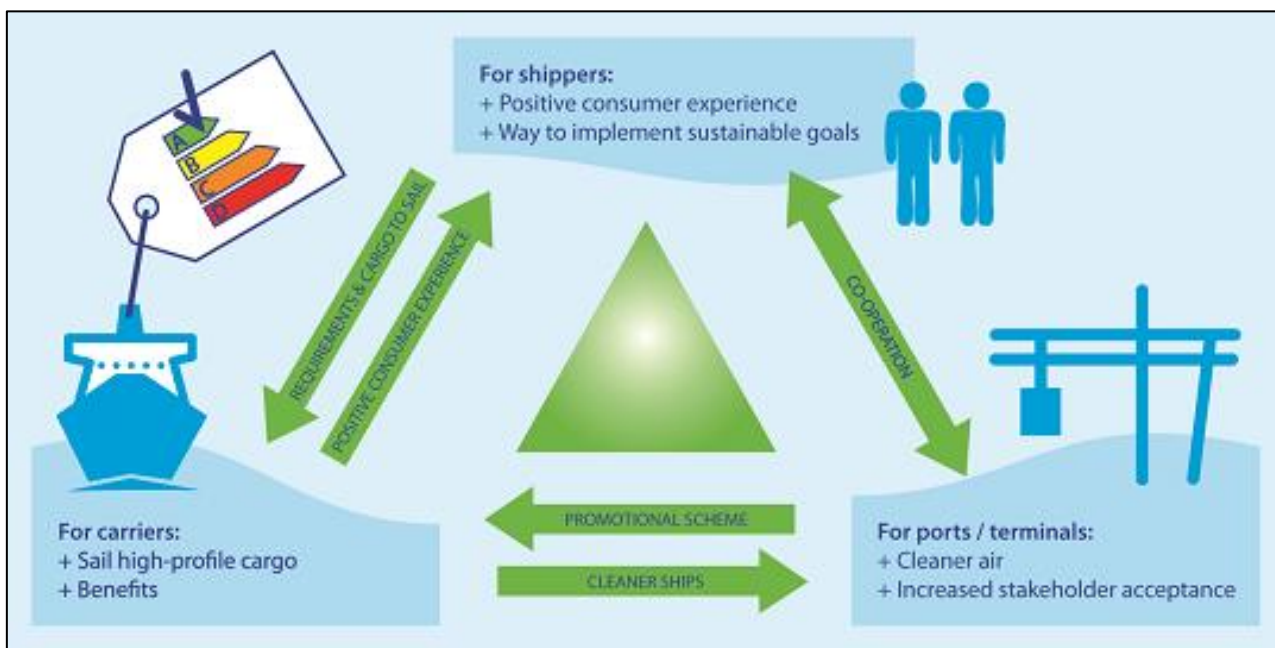 For shippers:
+ Positive consumer experience
+ Way to implement sustainable goals
A
B
C
D
REQUIREMENTS & CARGO TO SAIL
POSITIVE CONSUMER EXPERIENCE
CO-OPERATION
PROMOTIONAL SCHEME
CLEANER SHIPS
For carriers:
+ Sail high-profile cargo
+ Benefits
For ports / terminals:
+ Cleaner air
+ Increased stakeholder acceptance